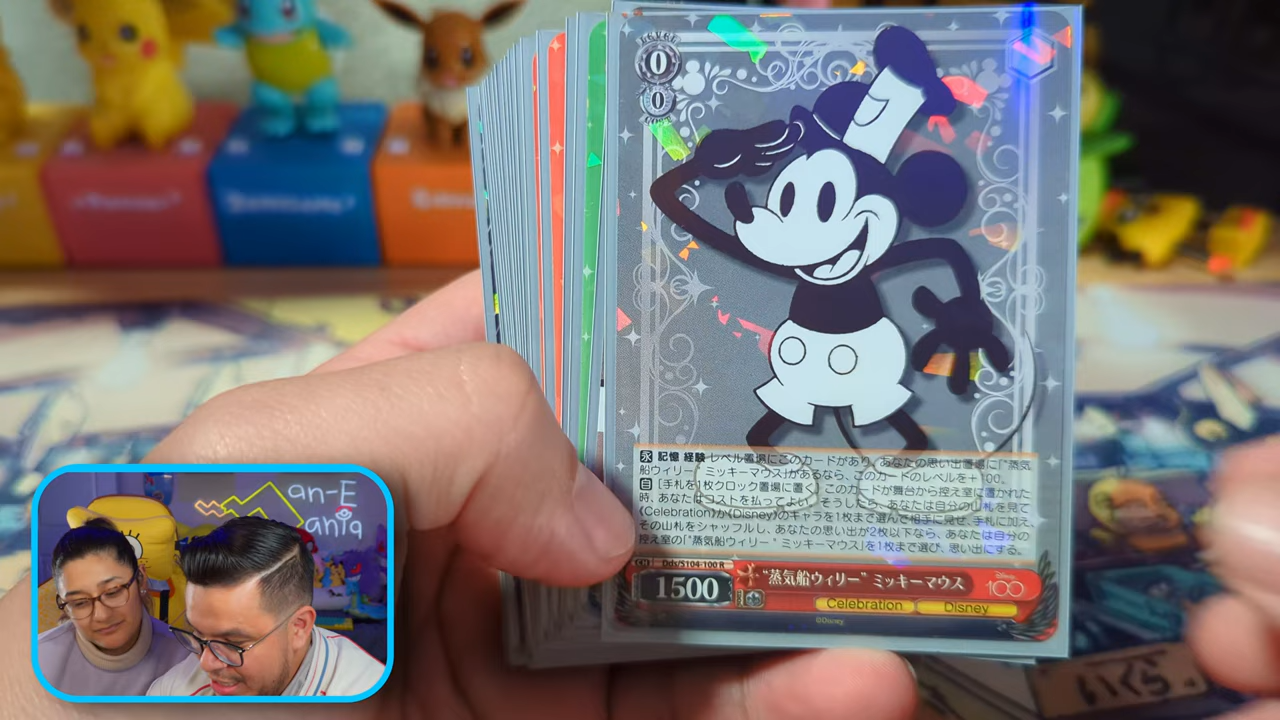 LEVEL
0
0
永 記憶 経験 レベル置場にこのカードがあり、あなたの思い出置場に「“蒸気
船ウィリー” ミッキーマウス」があるなら、このカードのレベルを+100。
自 [手札を1枚クロック置場に置く] このカードが舞台から控え室に置かれた
時、あなたはコストを払ってよい。そうしたら、あなたは自分の山札を見て
《Celebration》か《Disney》のキャラを1枚まで選んで相手に見せ、手札に加え、
その山札をシャッフルし、あなたの思い出が2枚以下なら、あなたは自分の
控え室の「“蒸気船ウィリー” ミッキーマウス」を1枚まで選び、思い出にする。
CH Dds/S104-100 R
1500
“蒸気船ウィリー” ミッキーマウス
Disney
100
Celebration
Disney
©Disney
an-E
ania
いくら